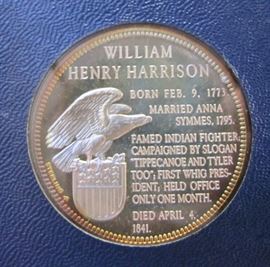 WILLIAM
HENRY HARRISON
BORN FEB. 9, 1773
MARRIED ANNA
SYMMES, 1795.
FAMED INDIAN FIGHTER
CAMPAIGNED BY SLOGAN
"TIPPECANOE AND TYLER
TOO"; FIRST WHIG PRES-
IDENT; HELD OFFICE
ONLY ONE MONTH.
DIED APRIL 4,
1841.
STERLING